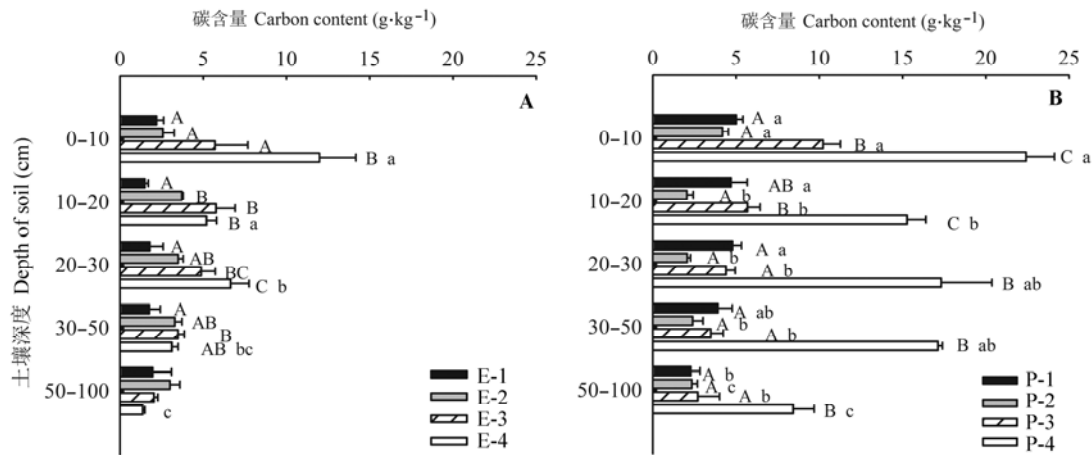 碳含量 Carbon content (g·kg⁻¹)
0 5 10 15 20 25
A
土壤深度 Depth of soil (cm)
0-10
A
A
A
B a
10-20
A
B
B
B a
20-30
A
AB
BC
C b
30-50
A
AB
B
AB bc
50-100
c
E-1
E-2
E-3
E-4
碳含量 Carbon content (g·kg⁻¹)
0 5 10 15 20 25
B
0-10
A a
A a
B a
C a
10-20
AB a
A b
B b
C b
20-30
A a
A b
A b
B ab
30-50
A ab
A b
A b
B ab
50-100
A b
A c
A b
B c
P-1
P-2
P-3
P-4